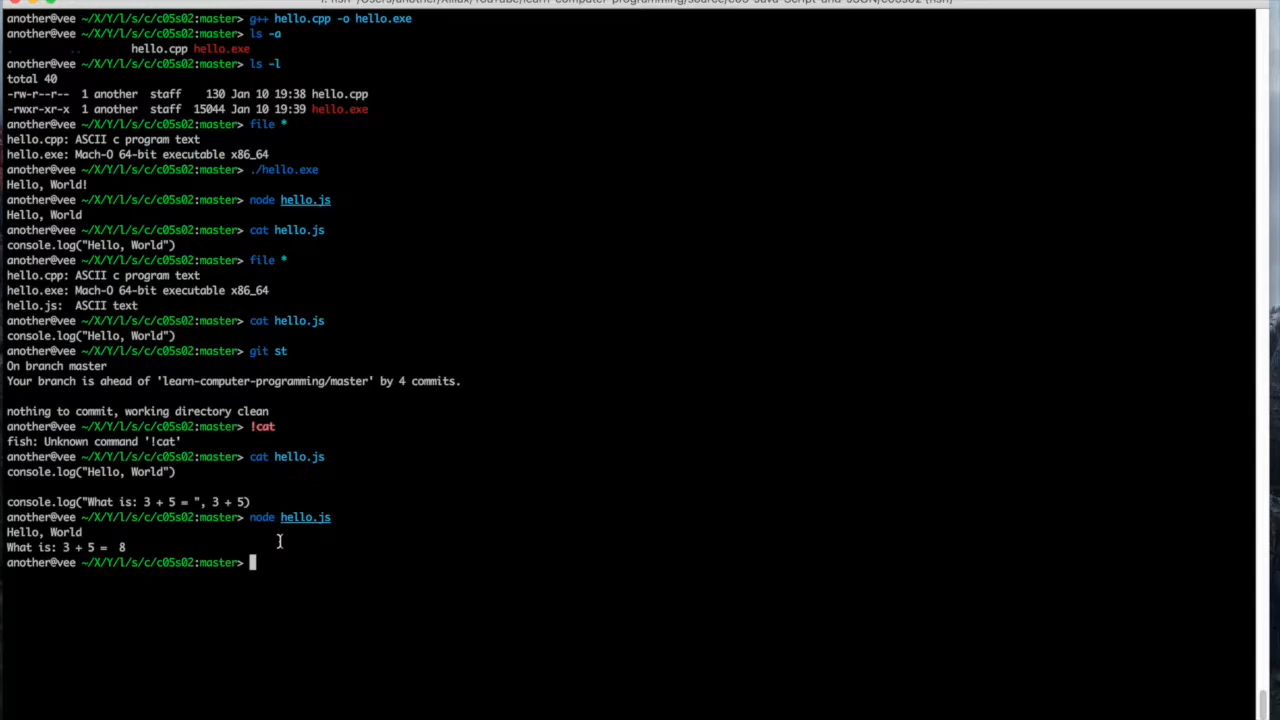 another@vee ~/X/Y/l/s/c/c05s02:master> g++ hello.cpp -o hello.exe
another@vee ~/X/Y/l/s/c/c05s02:master> ls -a
. .. hello.cpp hello.exe
another@vee ~/X/Y/l/s/c/c05s02:master> ls -l
total 40
-rw-r--r-- 1 another staff 130 Jan 10 19:38 hello.cpp
-rwxr-xr-x 1 another staff 15044 Jan 10 19:39 hello.exe
another@vee ~/X/Y/l/s/c/c05s02:master> file *
hello.cpp: ASCII c program text
hello.exe: Mach-O 64-bit executable x86_64
another@vee ~/X/Y/l/s/c/c05s02:master> ./hello.exe
Hello, World!
another@vee ~/X/Y/l/s/c/c05s02:master> node hello.js
Hello, World
another@vee ~/X/Y/l/s/c/c05s02:master> cat hello.js
console.log("Hello, World")
another@vee ~/X/Y/l/s/c/c05s02:master> file *
hello.cpp: ASCII c program text
hello.exe: Mach-O 64-bit executable x86_64
hello.js: ASCII text
another@vee ~/X/Y/l/s/c/c05s02:master> cat hello.js
console.log("Hello, World")
another@vee ~/X/Y/l/s/c/c05s02:master> git st
On branch master
Your branch is ahead of 'learn-computer-programming/master' by 4 commits.
nothing to commit, working directory clean
another@vee ~/X/Y/l/s/c/c05s02:master> !cat
fish: Unknown command '!cat'
another@vee ~/X/Y/l/s/c/c05s02:master> cat hello.js
console.log("Hello, World")
console.log("What is: 3 + 5 = ", 3 + 5)
another@vee ~/X/Y/l/s/c/c05s02:master> node hello.js
Hello, World
What is: 3 + 5 =  8
another@vee ~/X/Y/l/s/c/c05s02:master>